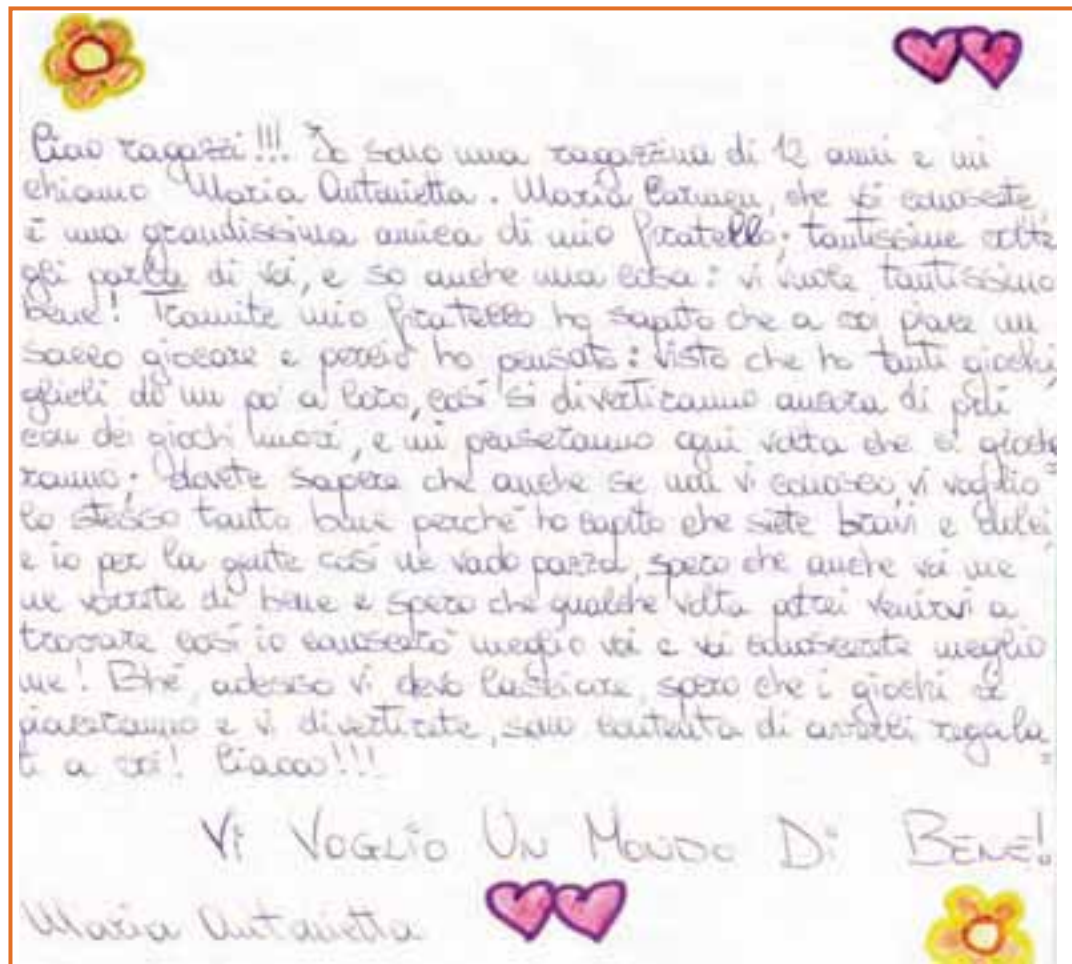 Ciao ragazzi!!! Io sono una ragazzina di 12 anni e mi
chiamo Maria Antonietta. Maria Carmen, che voi conoscete,
è una grandissima amica di mio fratello; tantissime volte
gli parla di voi, e so anche una cosa: vi vuole tantissimo
bene! Tramite mio fratello ho saputo che a voi piace un
sacco giocare e perciò ho pensato: visto che ho tanti giochi,
glieli dò un po' a loro, così si divertiranno ancora di più
con dei giochi nuovi, e mi penseranno ogni volta che ci gioche
ranno; dovete sapere che anche se non vi conosco, vi voglio
lo stesso tanto bene perché ho saputo che siete bravi e dolci,
e io per la gente così ne vado pazza, spero che anche voi me
ne vorrete di bene e spero che qualche volta potrei venirvi a
trovare così io conoscerò meglio voi e voi conoscerete meglio
me! Bhé, adesso vi devo lasciare, spero che i giochi vi
piaceranno e vi divertirete, sono contenta di averli regala=
ti a voi! Ciaoo!!!
Vi VOGLIO UN MONDO Di BENE!
Maria Antonietta